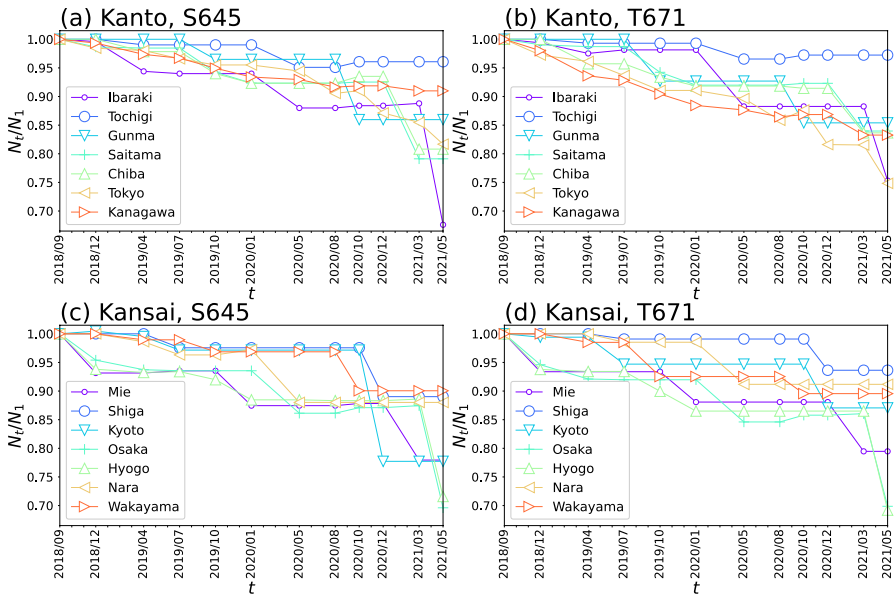 (a) Kanto, S645
1.00
0.95
0.90
0.85
0.80
0.75
0.70
N_t/N_1
Ibaraki
Tochigi
Gunma
Saitama
Chiba
Tokyo
Kanagawa
2018/09
2018/12
2019/04
2019/07
2019/10
2020/01
2020/05
2020/08
2020/10
2020/12
2021/03
2021/05
t
(b) Kanto, T671
1.00
0.95
0.90
0.85
0.80
0.75
0.70
N_t/N_1
Ibaraki
Tochigi
Gunma
Saitama
Chiba
Tokyo
Kanagawa
2018/09
2018/12
2019/04
2019/07
2019/10
2020/01
2020/05
2020/08
2020/10
2020/12
2021/03
2021/05
t
(c) Kansai, S645
1.00
0.95
0.90
0.85
0.80
0.75
0.70
N_t/N_1
Mie
Shiga
Kyoto
Osaka
Hyogo
Nara
Wakayama
2018/09
2018/12
2019/04
2019/07
2019/10
2020/01
2020/05
2020/08
2020/10
2020/12
2021/03
2021/05
t
(d) Kansai, T671
1.00
0.95
0.90
0.85
0.80
0.75
0.70
N_t/N_1
Mie
Shiga
Kyoto
Osaka
Hyogo
Nara
Wakayama
2018/09
2018/12
2019/04
2019/07
2019/10
2020/01
2020/05
2020/08
2020/10
2020/12
2021/03
2021/05
t